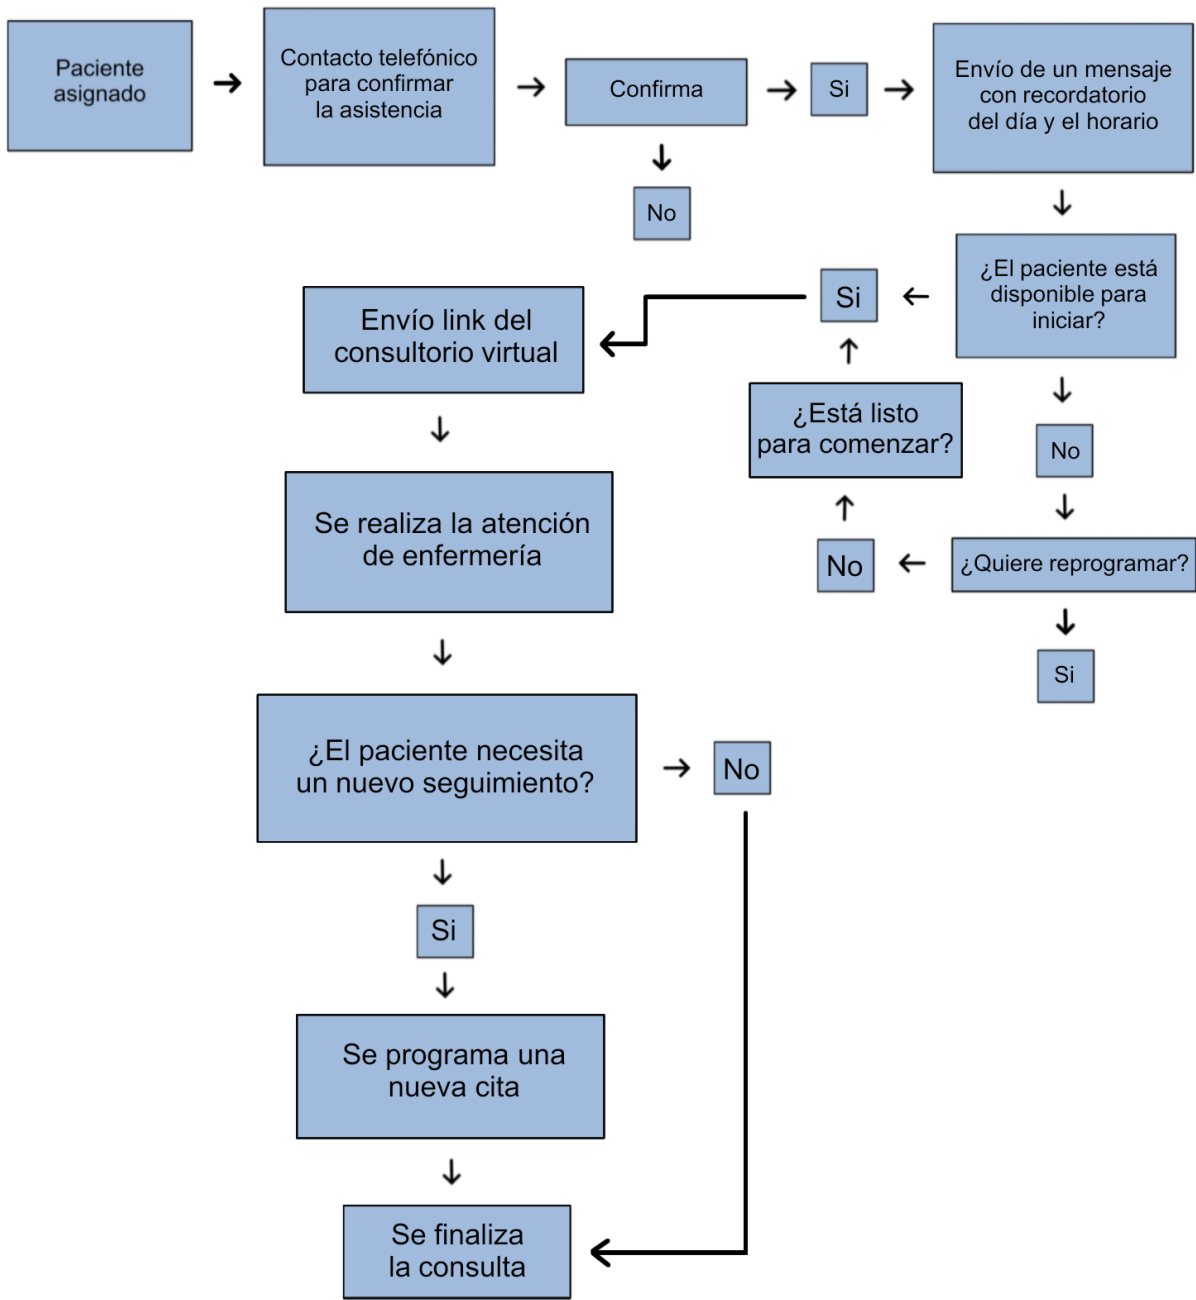 Paciente
asignado
Contacto telefónico
para confirmar
la asistencia
Confirma
Si
Envío de un mensaje
con recordatorio
del día y el horario
No
¿El paciente está
disponible para
iniciar?
Si
Envío link del
consultorio virtual
¿Está listo
para comenzar?
No
¿Quiere reprogramar?
No
Si
Se realiza la atención
de enfermería
¿El paciente necesita
un nuevo seguimiento?
No
Si
Se programa una
nueva cita
Se finaliza
la consulta